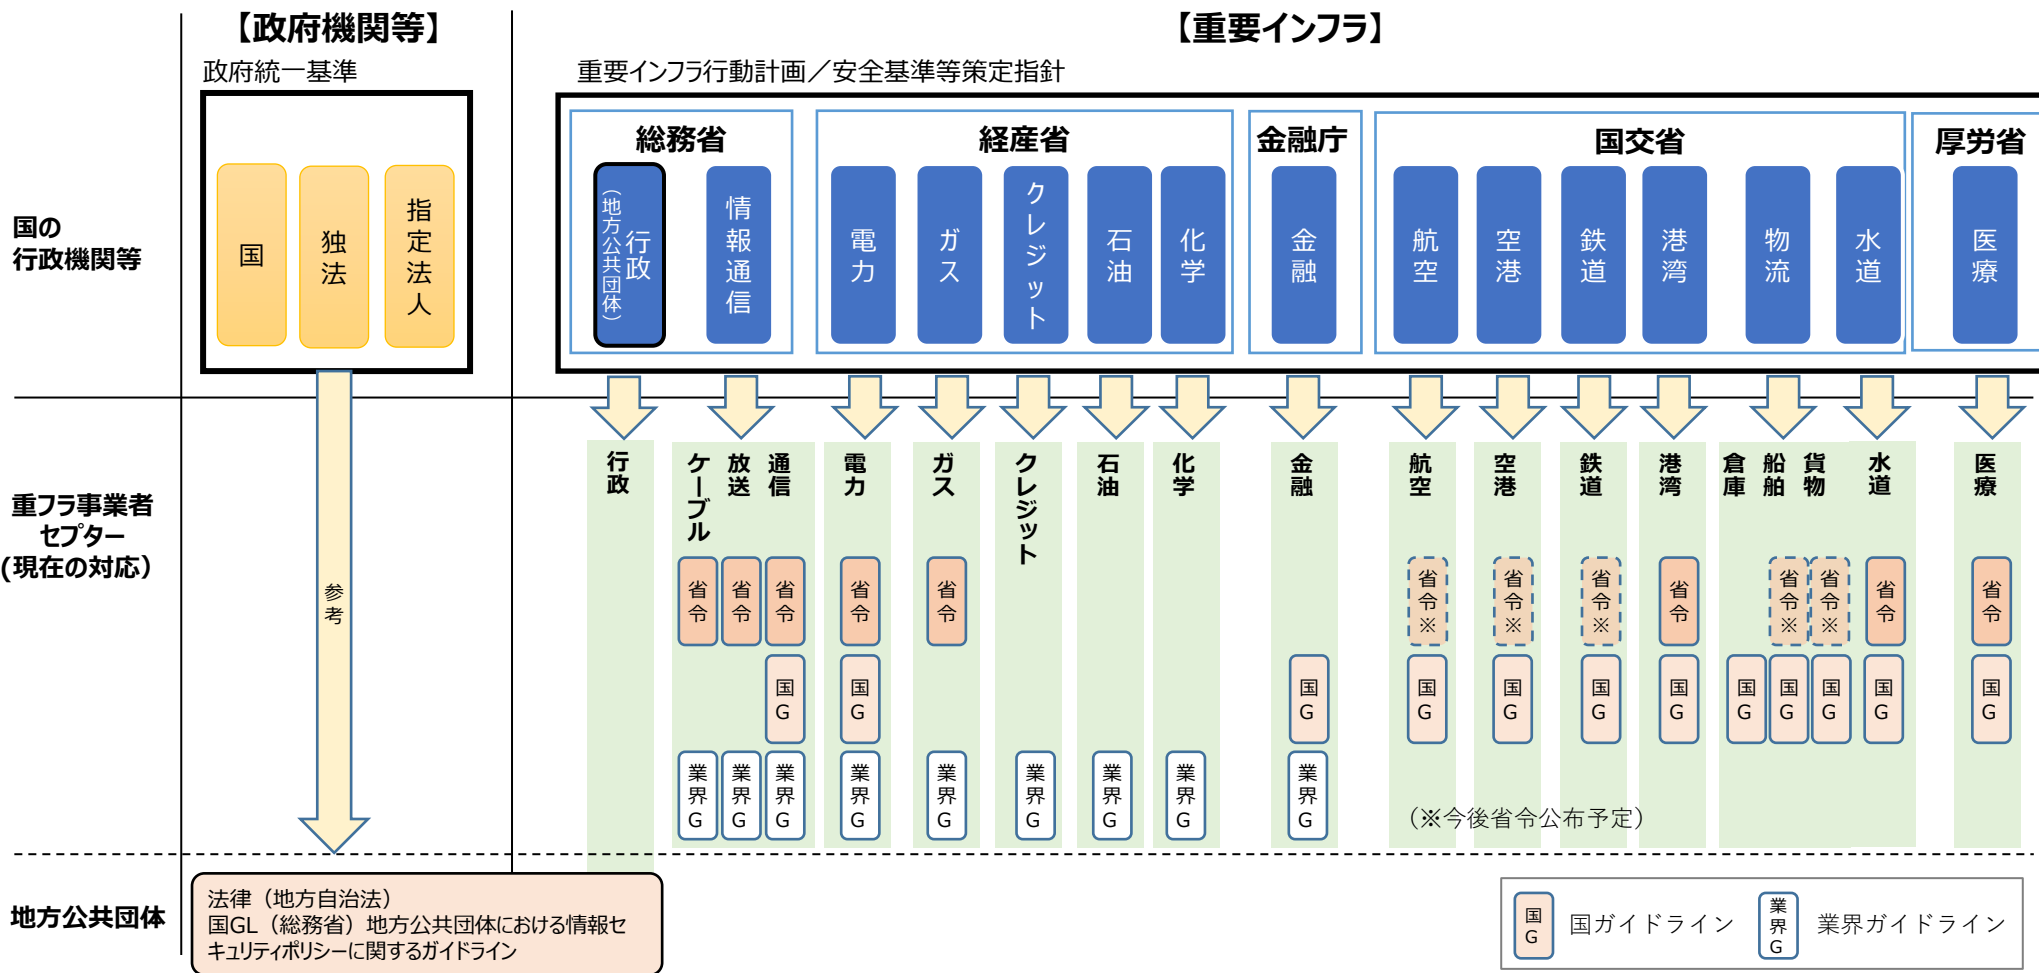 【政府機関等】
【重要インフラ】
政府統一基準
重要インフラ行動計画／安全基準等策定指針
国の
行政機関等
国
独法
指定法人
総務省
行政
（地方公共団体）
情報通信
経産省
電力
ガス
クレジット
石油
化学
金融庁
金融
国交省
航空
空港
鉄道
港湾
物流
水道
厚労省
医療
重フラ事業者
セプター
(現在の対応）
参考
行政
ケーブル
放送
通信
電力
ガス
クレジット
石油
化学
金融
航空
空港
鉄道
港湾
倉庫
船舶
貨物
水道
医療
省令
省令
省令
省令
省令
省令※
省令※
省令※
省令
省令※
省令※
省令
省令
国G
国G
国G
国G
国G
国G
国G
国G
国G
国G
国G
国G
業界G
業界G
業界G
業界G
業界G
業界G
業界G
業界G
業界G
（※今後省令公布予定）
地方公共団体
法律（地方自治法）
国GL（総務省）地方公共団体における情報セ
キュリティポリシーに関するガイドライン
国G
国ガイドライン
業界G
業界ガイドライン